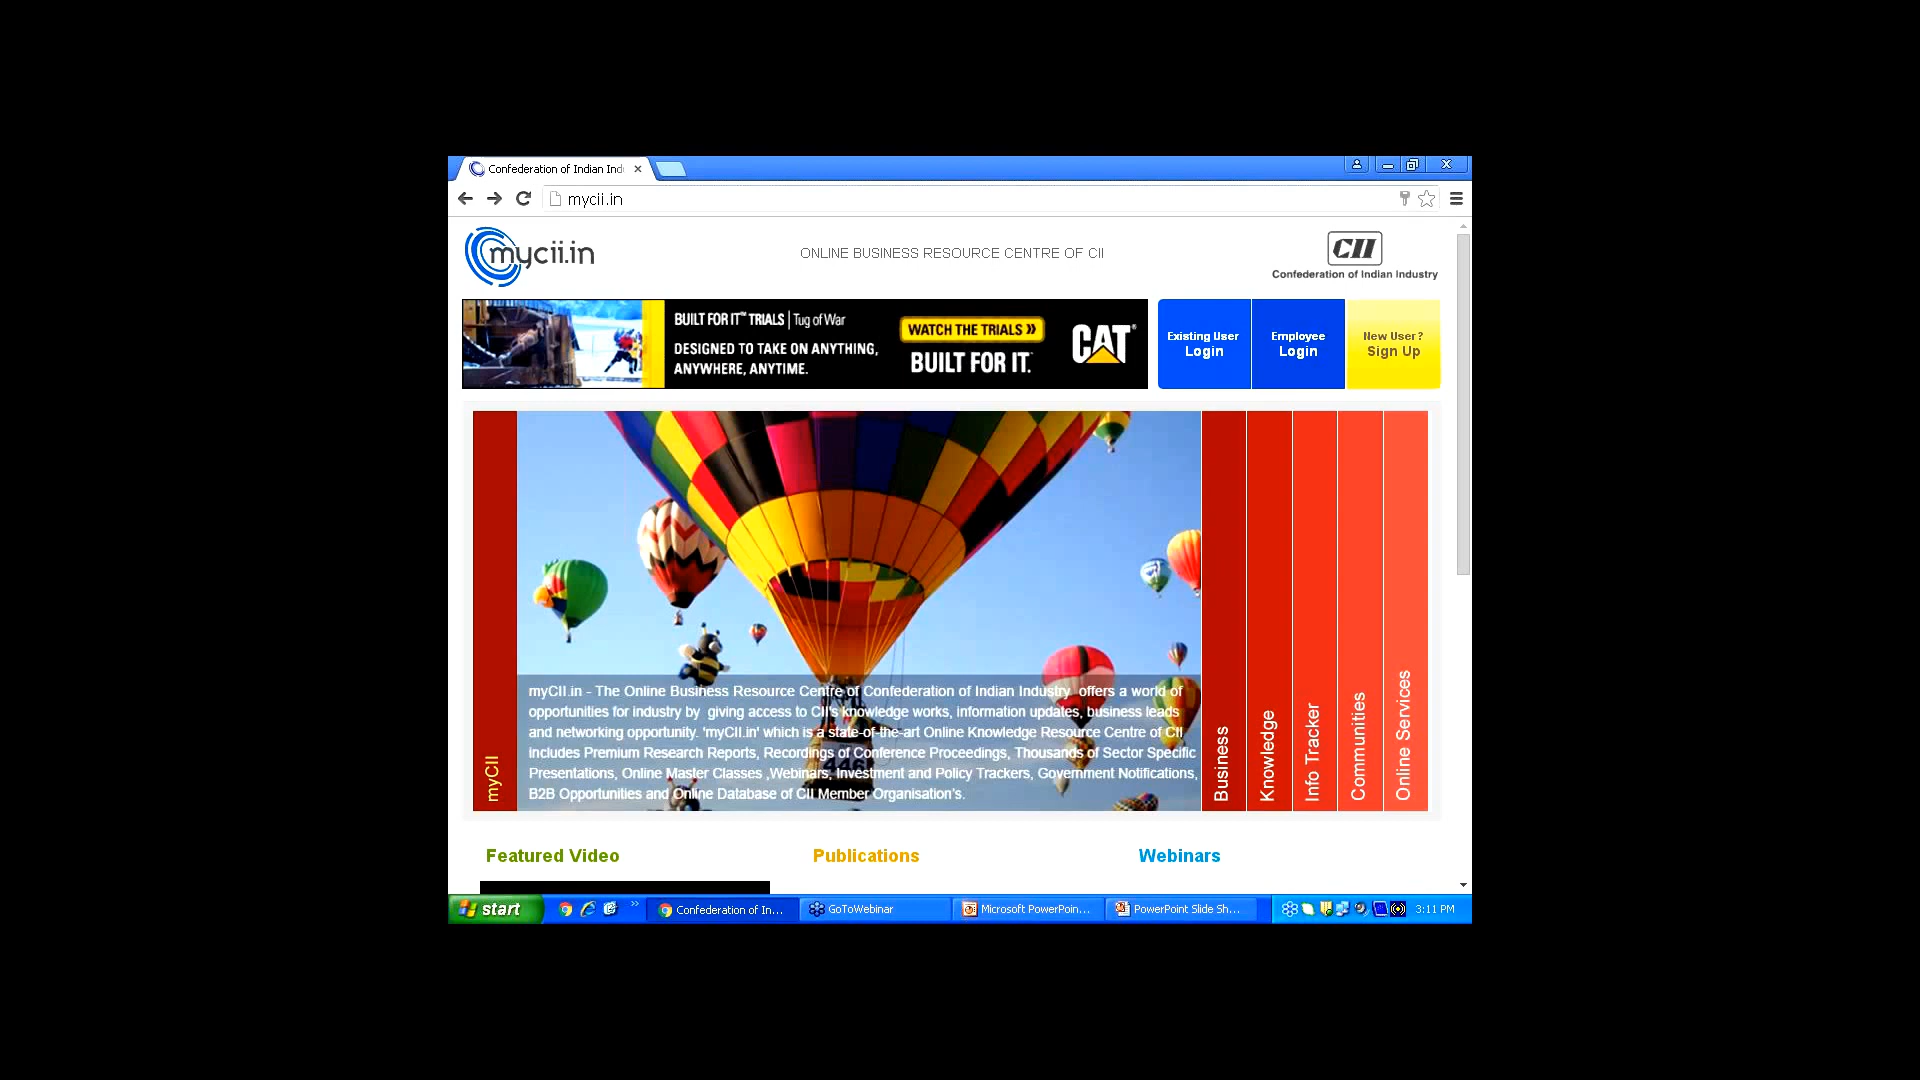 Confederation of Indian Ind
mycii.in
mycii.in
ONLINE BUSINESS RESOURCE CENTRE OF CII
CII
Confederation of Indian Industry
BUILT FOR IT™ TRIALS | Tug of War
DESIGNED TO TAKE ON ANYTHING,
ANYWHERE, ANYTIME.
WATCH THE TRIALS »
BUILT FOR IT.
CAT®
Existing User
Login
Employee
Login
New User?
Sign Up
myCII
myCII.in - The Online Business Resource Centre of Confederation of Indian Industry offers a world of
opportunities for industry by giving access to CII's knowledge works, information updates, business leads
and networking opportunity. 'myCII.in' which is a state-of-the-art Online Knowledge Resource Centre of CII
includes Premium Research Reports, Recordings of Conference Proceedings, Thousands of Sector Specific
Presentations, Online Master Classes ,Webinars, Investment and Policy Trackers, Government Notifications,
B2B Opportunities and Online Database of CII Member Organisation's.
Business
Knowledge
Info Tracker
Communities
Online Services
Featured Video
Publications
Webinars
start
Confederation of In...
GoToWebinar
Microsoft PowerPoin...
PowerPoint Slide Sh...
3:11 PM